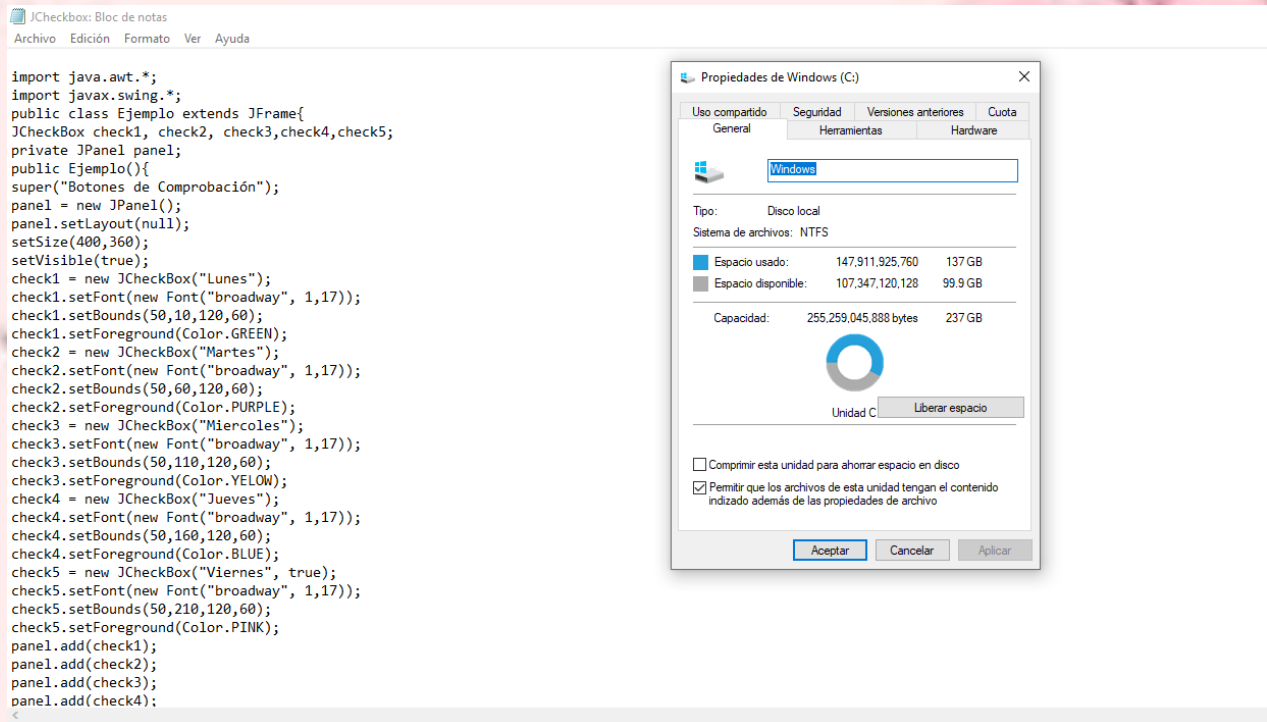 JCheckbox: Bloc de notas
Archivo Edición Formato Ver Ayuda
import java.awt.*;
import javax.swing.*;
public class Ejemplo extends JFrame{
JCheckBox check1, check2, check3,check4,check5;
private JPanel panel;
public Ejemplo(){
super("Botones de Comprobación");
panel = new JPanel();
panel.setLayout(null);
setSize(400,360);
setVisible(true);
check1 = new JCheckBox("Lunes");
check1.setFont(new Font("broadway", 1,17));
check1.setBounds(50,10,120,60);
check1.setForeground(Color.GREEN);
check2 = new JCheckBox("Martes");
check2.setFont(new Font("broadway", 1,17));
check2.setBounds(50,60,120,60);
check2.setForeground(Color.PURPLE);
check3 = new JCheckBox("Miercoles");
check3.setFont(new Font("broadway", 1,17));
check3.setBounds(50,110,120,60);
check3.setForeground(Color.YELOW);
check4 = new JCheckBox("Jueves");
check4.setFont(new Font("broadway", 1,17));
check4.setBounds(50,160,120,60);
check4.setForeground(Color.BLUE);
check5 = new JCheckBox("Viernes", true);
check5.setFont(new Font("broadway", 1,17));
check5.setBounds(50,210,120,60);
check5.setForeground(Color.PINK);
panel.add(check1);
panel.add(check2);
panel.add(check3);
panel.add(check4);
Propiedades de Windows (C:)
Uso compartido Seguridad Versiones anteriores Cuota
General Herramientas Hardware
Windows
Tipo: Disco local
Sistema de archivos: NTFS
Espacio usado: 147,911,925,760 137 GB
Espacio disponible: 107,347,120,128 99.9 GB
Capacidad: 255,259,045,888 bytes 237 GB
Unidad C Liberar espacio
Comprimir esta unidad para ahorrar espacio en disco
Permitir que los archivos de esta unidad tengan el contenido
indizado además de las propiedades de archivo
Aceptar Cancelar Aplicar